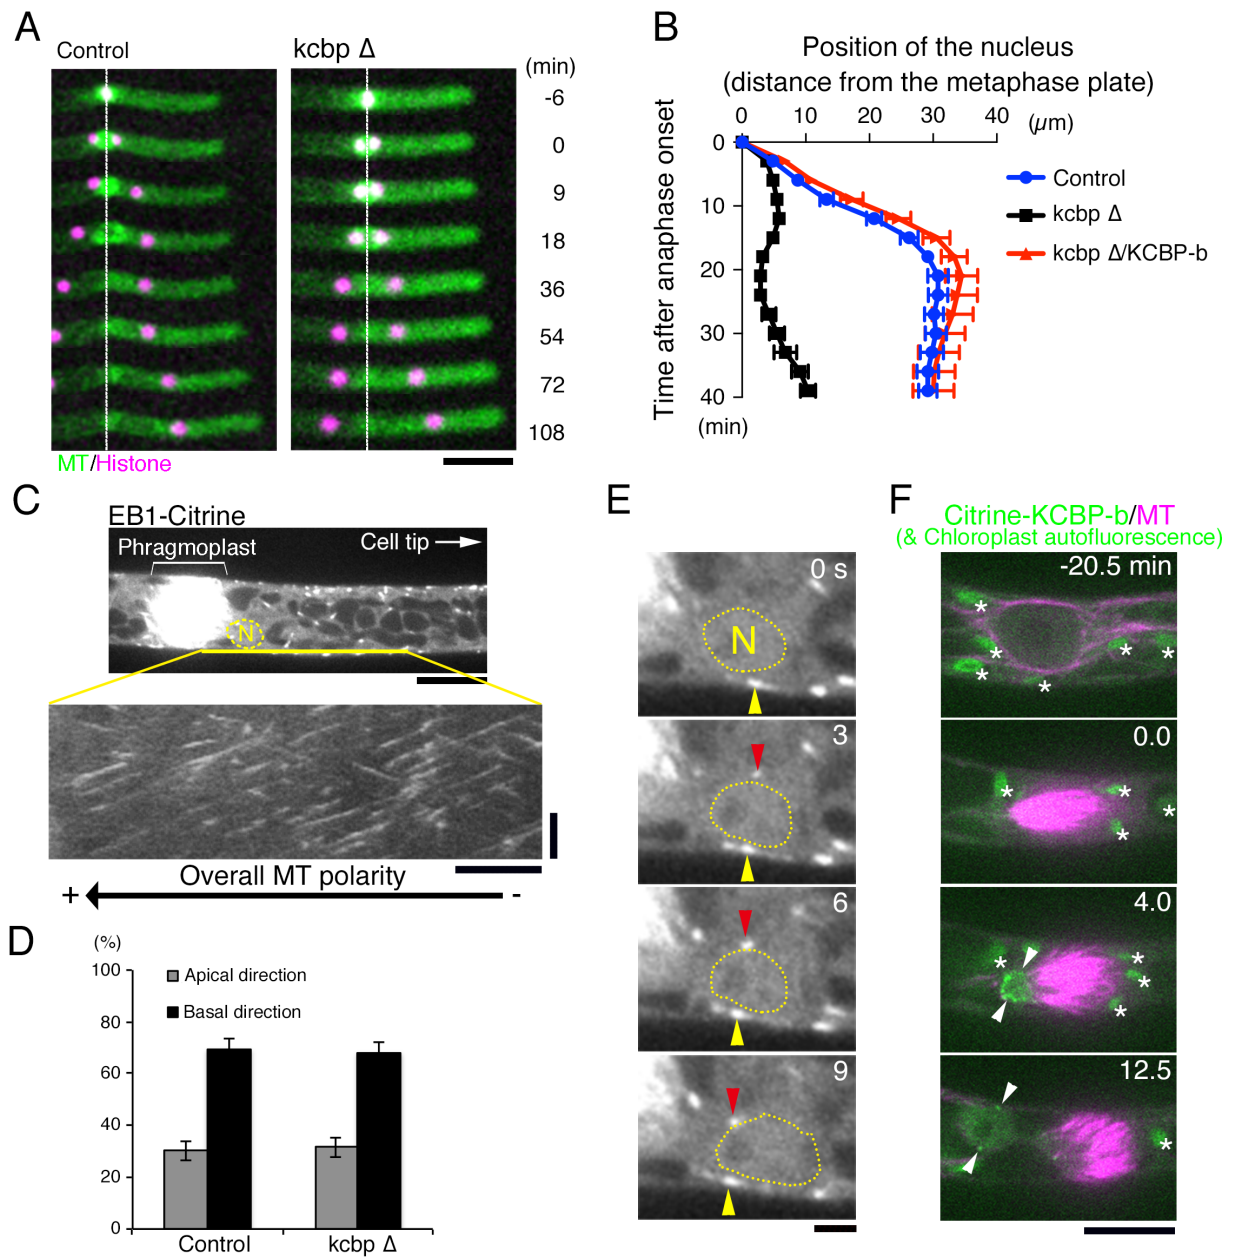 A
Control
kcbp Δ
(min)
-6
0
9
18
36
54
72
108
MT/Histone
B
Position of the nucleus
(distance from the metaphase plate)
0 10 20 30 40 (μm)
Time after anaphase onset
0
10
20
30
40
(min)
Control
kcbp Δ
kcbp Δ/KCBP-b
C
EB1-Citrine
Phragmoplast
Cell tip
N
Overall MT polarity
+ -
D
(%)
100
80
60
40
20
0
Apical direction
Basal direction
Control kcbp Δ
E
0 s
N
3
6
9
F
Citrine-KCBP-b/MT
(& Chloroplast autofluorescence)
-20.5 min
* * * * * *
0.0
* * * *
4.0
* * * *
12.5
*